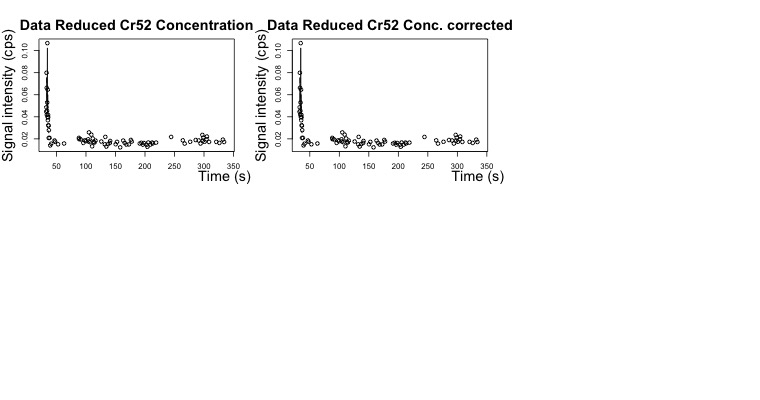 Data Reduced Cr52 Concentration
Signal intensity (cps)
0.02 0.04 0.06 0.08 0.10
50 100 150 200 250 300 350
Time (s)
Data Reduced Cr52 Conc. corrected
Signal intensity (cps)
0.02 0.04 0.06 0.08 0.10
50 100 150 200 250 300 350
Time (s)